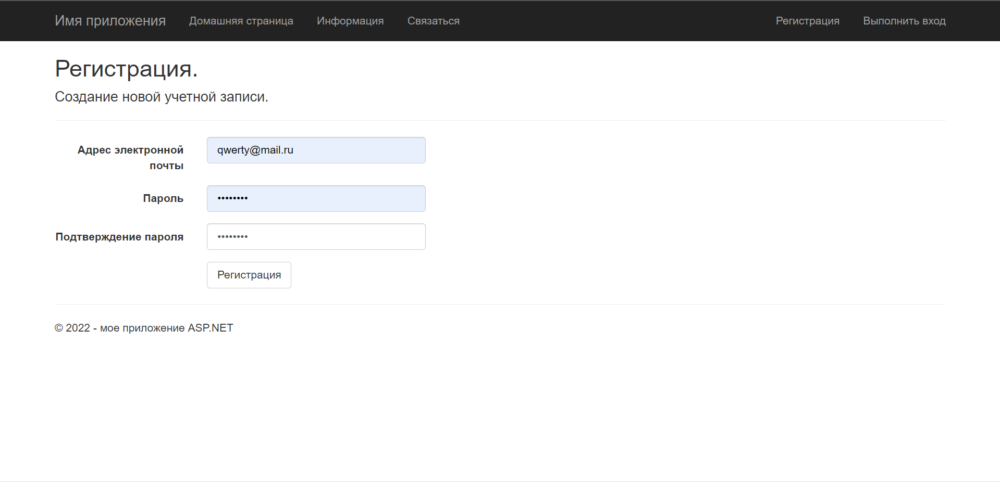 Имя приложения Домашняя страница Информация Связаться Регистрация Выполнить вход
Регистрация.
Создание новой учетной записи.
Адрес электронной
почты
qwerty@mail.ru
Пароль ••••••••
Подтверждение пароля ••••••••
Регистрация
© 2022 - мое приложение ASP.NET